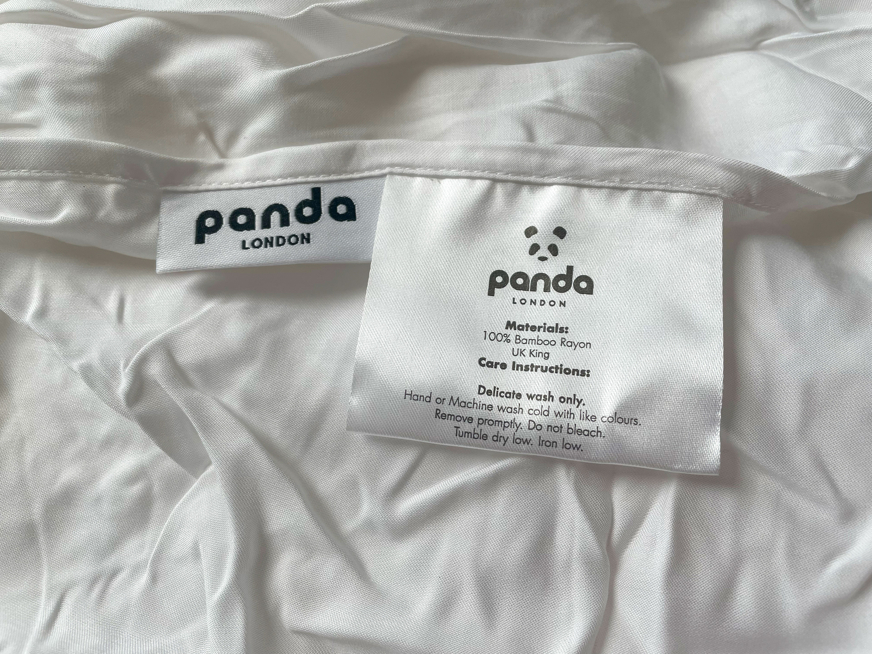 panda
LONDON
panda
LONDON
Materials:
100% Bamboo Rayon
UK King
Care Instructions:
Delicate wash only.
Hand or Machine wash cold with like colours.
Remove promptly. Do not bleach.
Tumble dry low. Iron low.